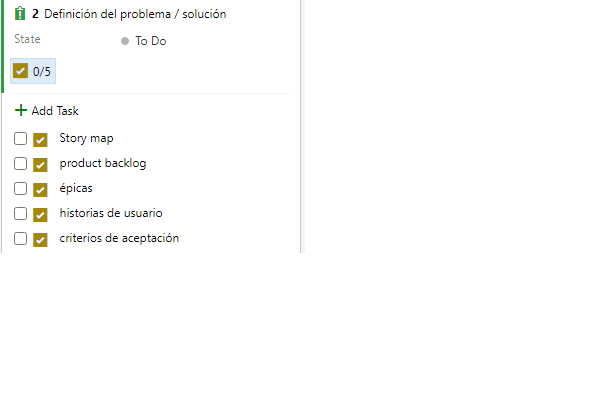 2 Definición del problema / solución
State To Do
0/5
+ Add Task
Story map
product backlog
épicas
historias de usuario
criterios de aceptación